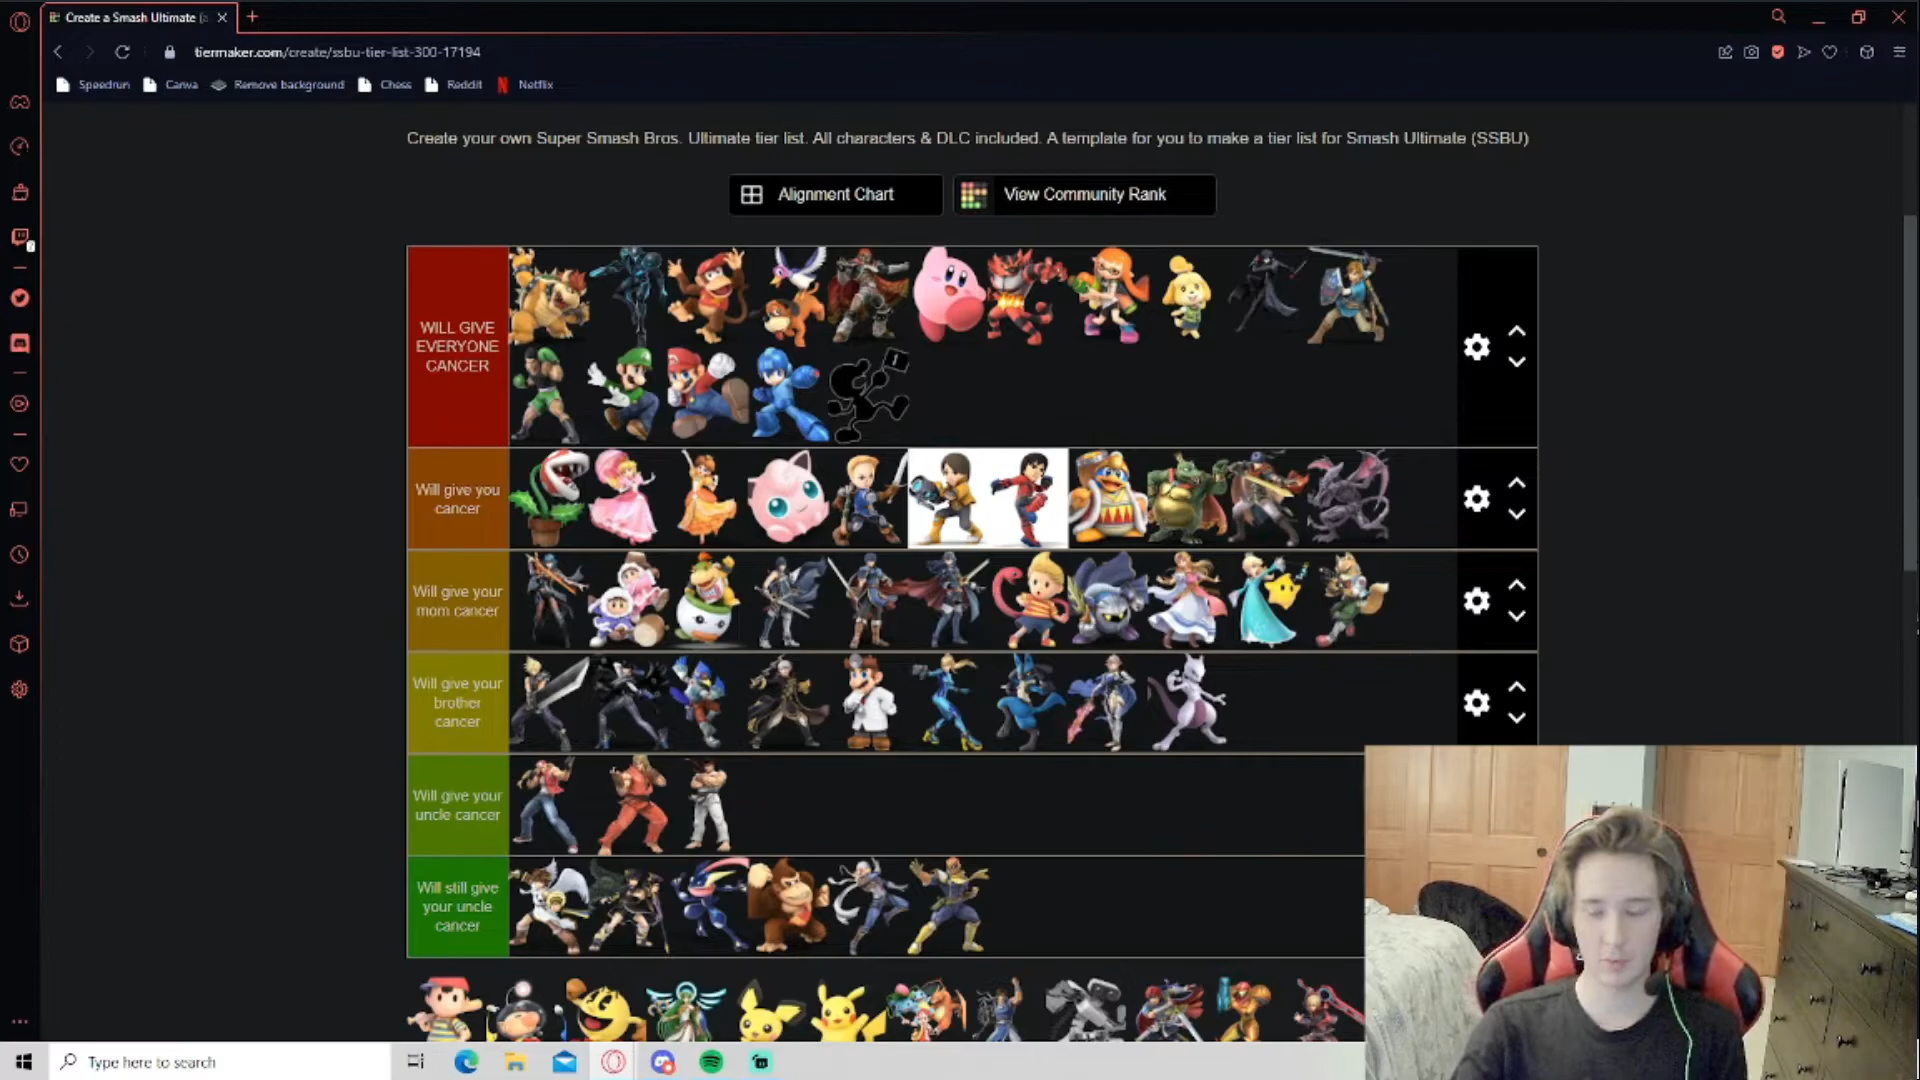 Create a Smash Ultimate (
tiermaker.com/create/ssbu-tier-list-300-17194
Speedrun Canva Remove background Chess Reddit Netflix
Create your own Super Smash Bros. Ultimate tier list. All characters & DLC included. A template for you to make a tier list for Smash Ultimate (SSBU)
Alignment Chart View Community Rank
WILL GIVE
EVERYONE
CANCER
Will give you
cancer
Will give your
mom cancer
Will give your
brother
cancer
Will give your
uncle cancer
Will still give
your uncle
cancer
Type here to search